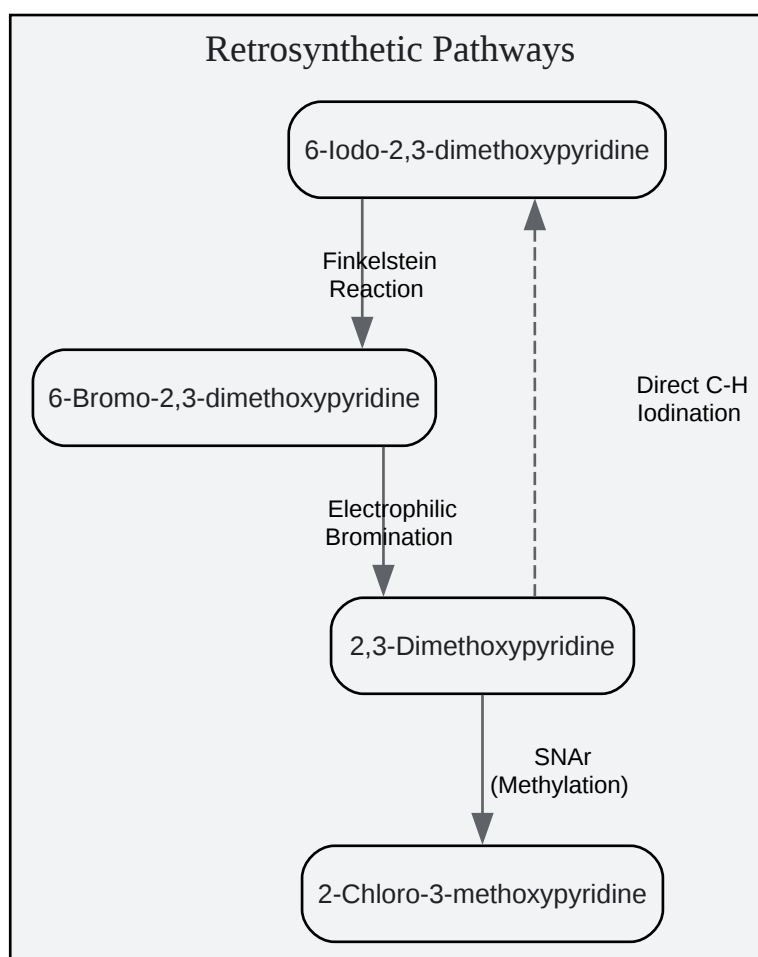 Retrosynthetic Pathways
6-Iodo-2,3-dimethoxypyridine
Finkelstein
Reaction
6-Bromo-2,3-dimethoxypyridine
Direct C-H
Iodination
Electrophilic
Bromination
2,3-Dimethoxypyridine
SNAr
(Methylation)
2-Chloro-3-methoxypyridine